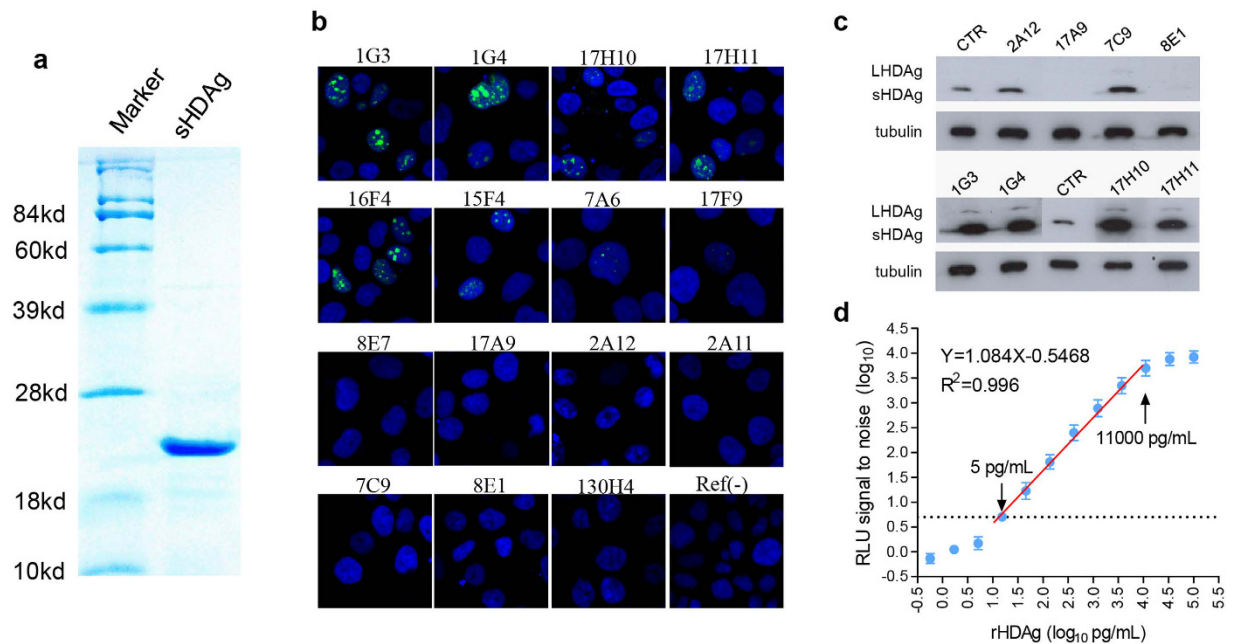 a
Marker
sHDAg
84kd
60kd
39kd
28kd
18kd
10kd
b
1G3 1G4 17H10 17H11
16F4 15F4 7A6 17F9
8E7 17A9 2A12 2A11
7C9 8E1 130H4 Ref(-)
c
CTR 2A12 17A9 7C9 8E1
LHDAg
sHDAg
tubulin
1G3 1G4 CTR 17H10 17H11
LHDAg
sHDAg
tubulin
d
RLU signal to noise (log10)
4.5
4.0
3.5
3.0
2.5
2.0
1.5
1.0
0.5
0.0
-0.5
Y=1.084X-0.5468
R²=0.996
11000 pg/mL
5 pg/mL
-0.5 0.0 0.5 1.0 1.5 2.0 2.5 3.0 3.5 4.0 4.5 5.0 5.5
rHDAg (log10 pg/mL)